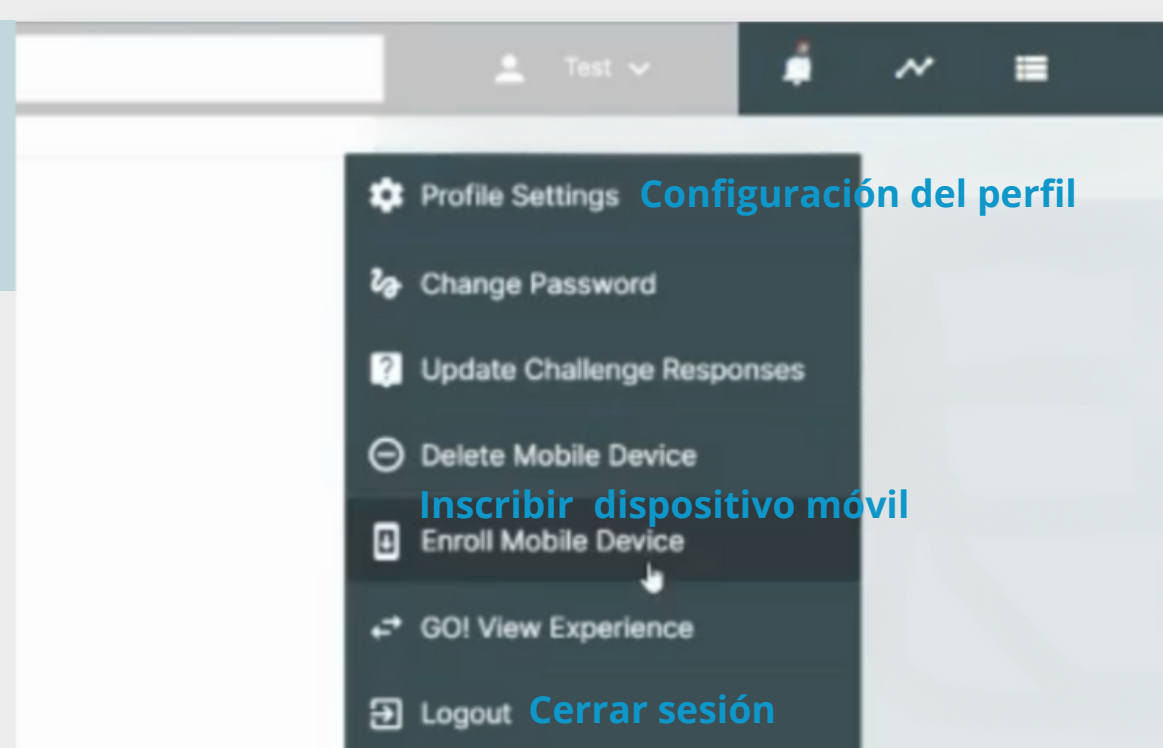 Test
Profile Settings Configuración del perfil
Change Password
Update Challenge Responses
Delete Mobile Device
Inscribir dispositivo móvil
Enroll Mobile Device
GO! View Experience
Logout Cerrar sesión